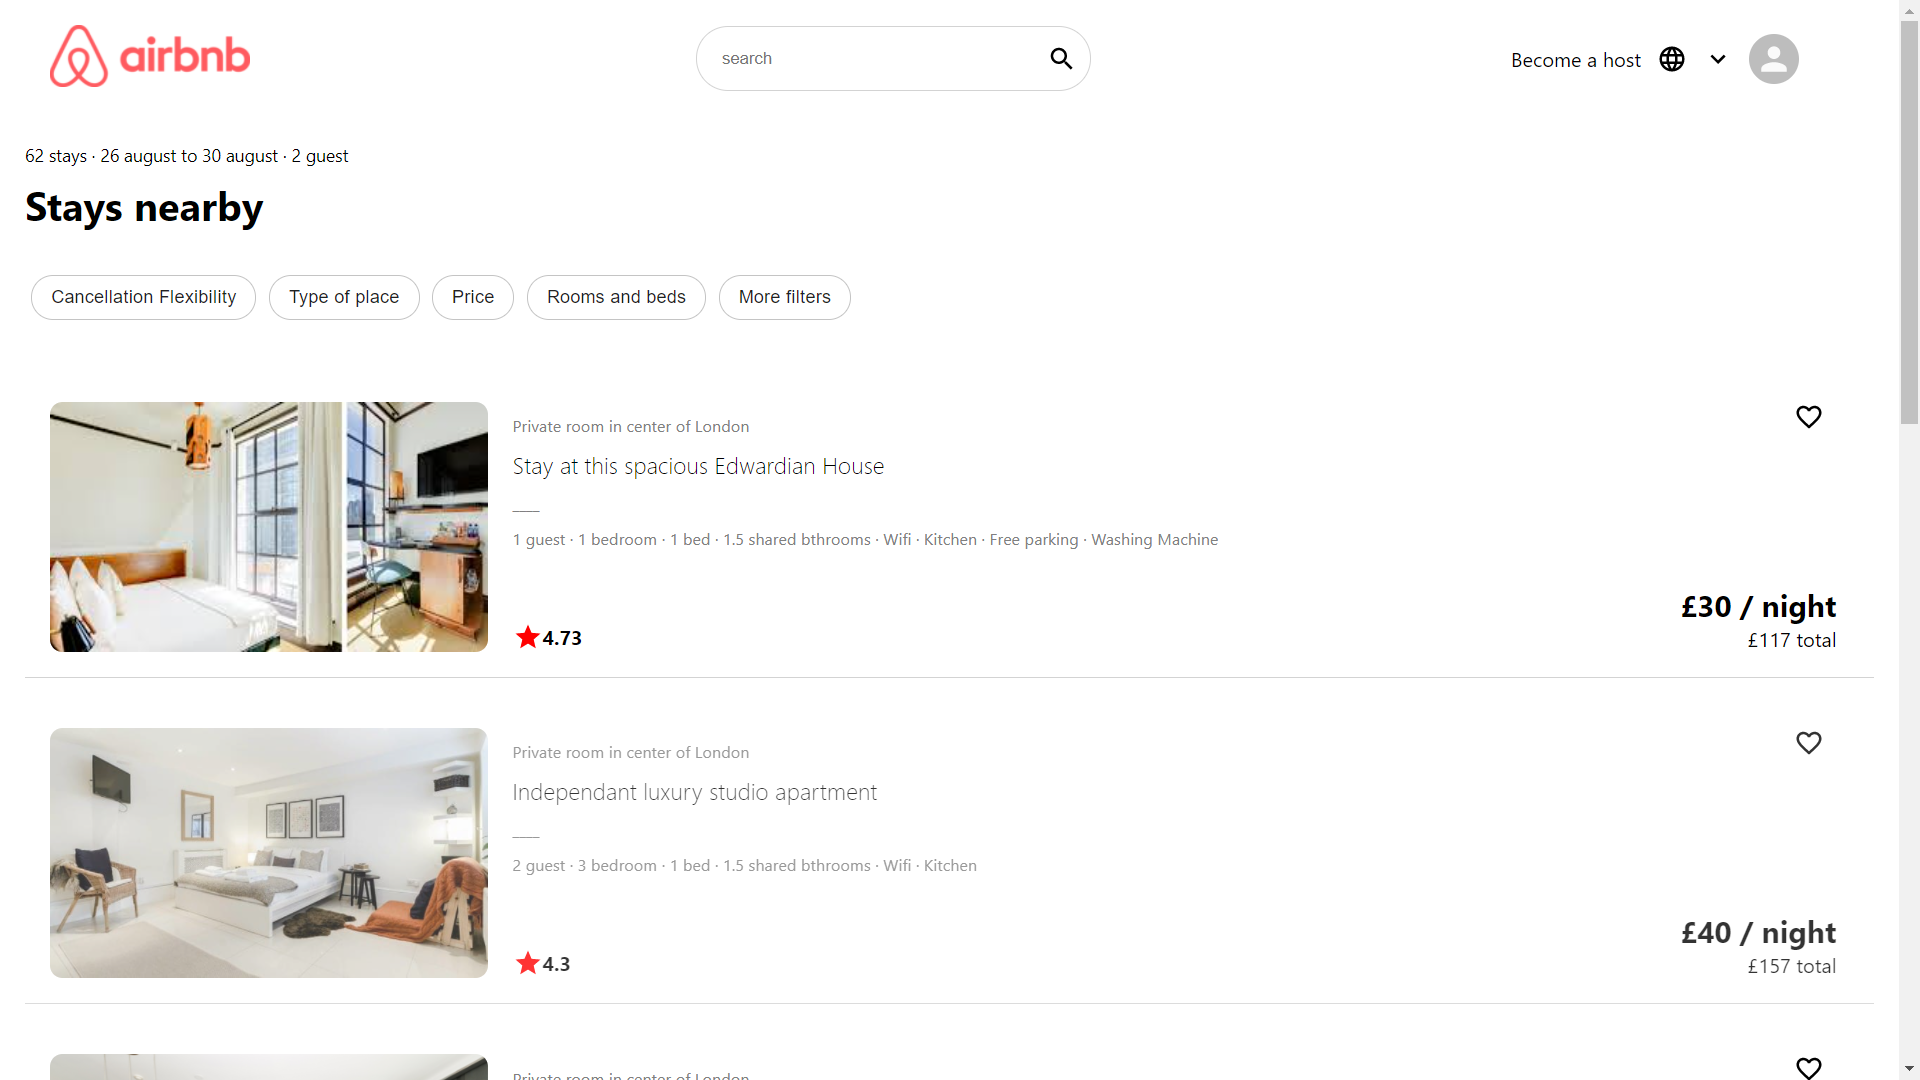 airbnb
search
Become a host
62 stays · 26 august to 30 august · 2 guest
Stays nearby
Cancellation Flexibility
Type of place
Price
Rooms and beds
More filters
Private room in center of London
Stay at this spacious Edwardian House
1 guest · 1 bedroom · 1 bed · 1.5 shared bthrooms · Wifi · Kitchen · Free parking · Washing Machine
4.73
£30 / night
£117 total
Private room in center of London
Independant luxury studio apartment
2 guest · 3 bedroom · 1 bed · 1.5 shared bthrooms · Wifi · Kitchen
4.3
£40 / night
£157 total
Private room in center of London